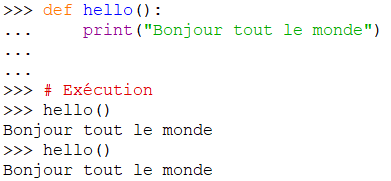 >>> def hello():
...     print("Bonjour tout le monde")
...
...
>>> # Exécution
>>> hello()
Bonjour tout le monde
>>> hello()
Bonjour tout le monde